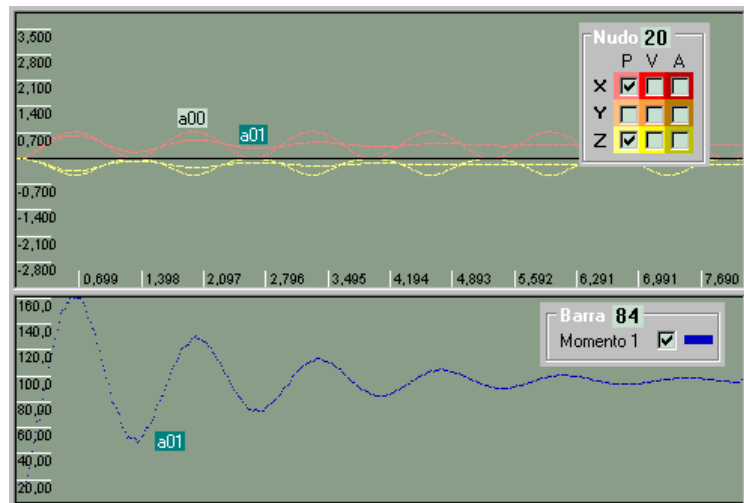 3,500
Nudo 20
2,800
P V A
2,100
X
1,400
a00
Y
0,700
a01
Z
-0,700
-1,400
-2,100
-2,800
0,699 1,398 2,097 2,796 3,495 4,194 4,893 5,592 6,291 6,991 7,690
160,0
Barra 84
140,0
Momento 1
120,0
100,0
80,00
60,00
a01
40,00
20,00